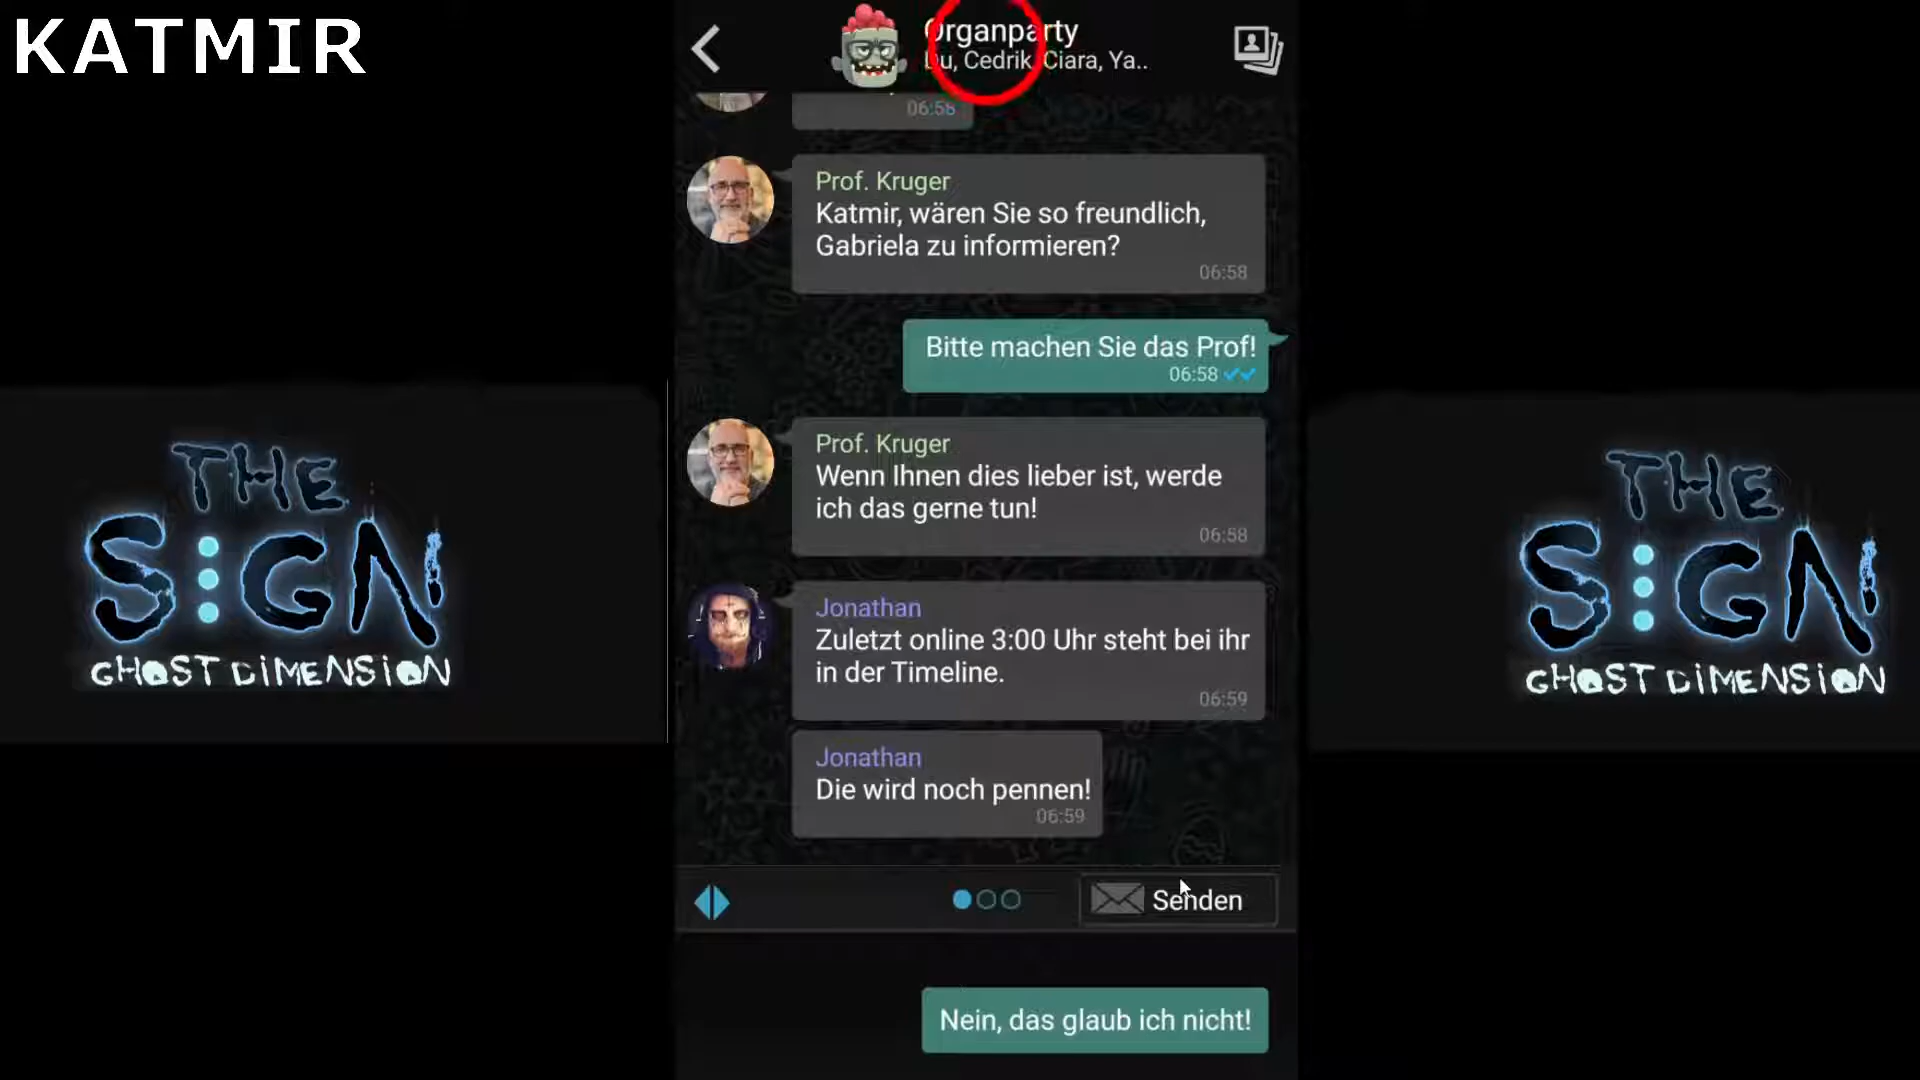 KATMIR
Organparty
Du, Cedrik, Ciara, Ya..
06:58
Prof. Kruger
Katmir, wären Sie so freundlich,
Gabriela zu informieren?
06:58
Bitte machen Sie das Prof!
06:58
Prof. Kruger
Wenn Ihnen dies lieber ist, werde
ich das gerne tun!
06:58
Jonathan
Zuletzt online 3:00 Uhr steht bei ihr
in der Timeline.
06:59
Jonathan
Die wird noch pennen!
06:59
Senden
Nein, das glaub ich nicht!
THE
SIGN
GHOST DiMENSiON
THE
SIGN
GHOST DiMENSiON